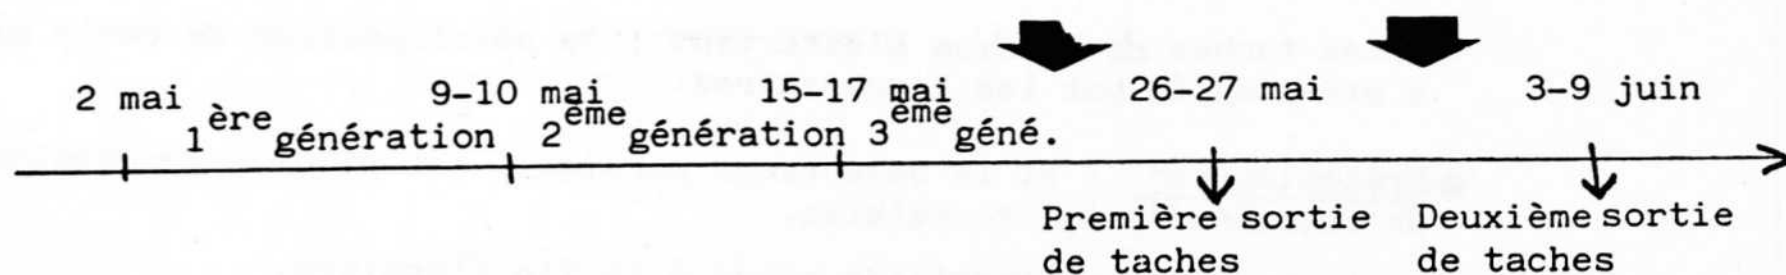 2 mai 9-10 mai 15-17 mai 26-27 mai 3-9 juin
1ère génération 2ème génération 3ème géné.
Première sortie Deuxième sortie
de taches de taches